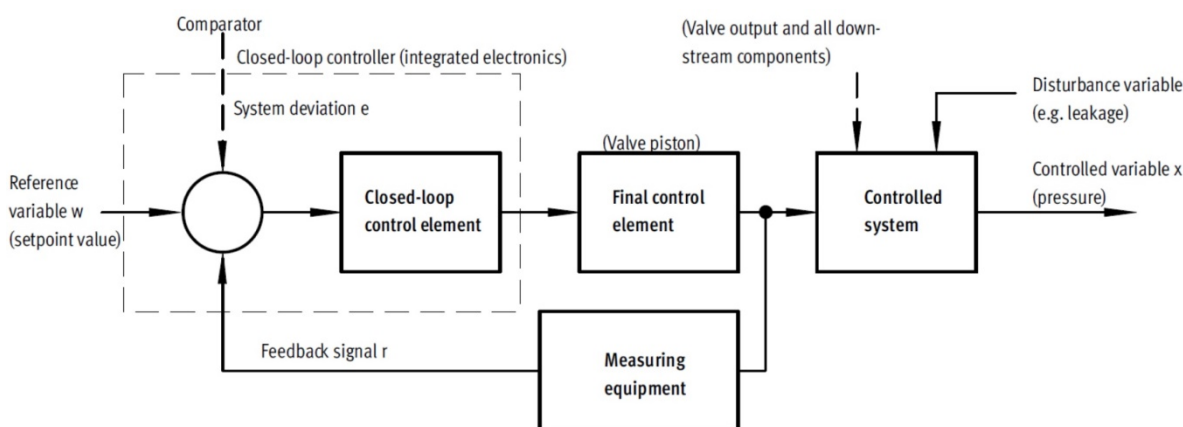 Comparator
Closed-loop controller (integrated electronics)
System deviation e
(Valve output and all down-
stream components)
Disturbance variable
(e.g. leakage)
Reference
variable w
(setpoint value)
Closed-loop
control element
(Valve piston)
Final control
element
Controlled
system
Controlled variable x
(pressure)
Feedback signal r
Measuring
equipment